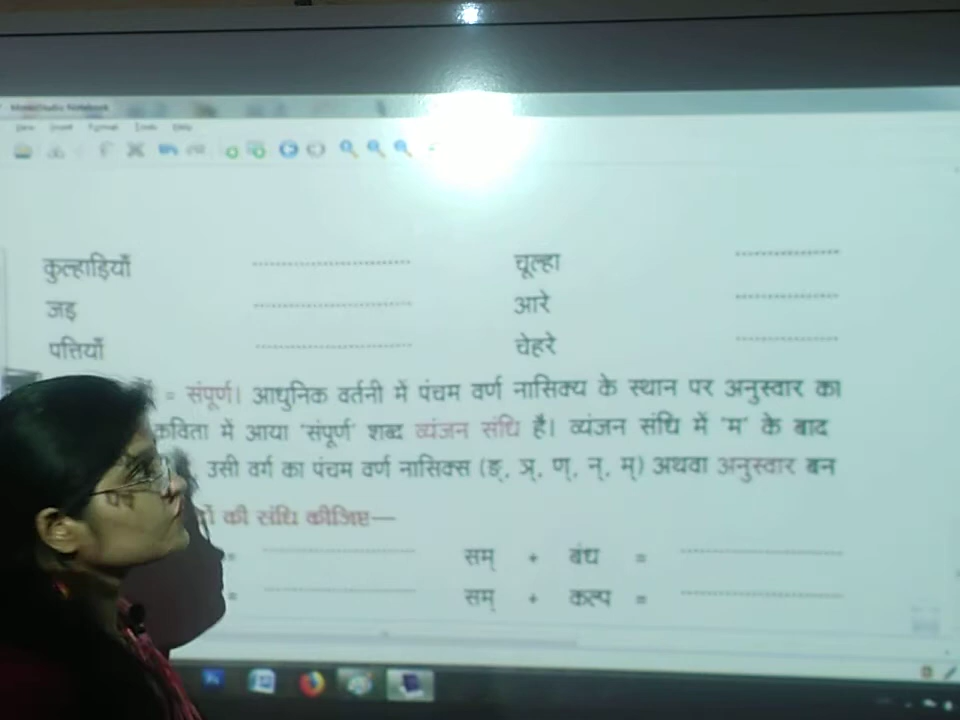 कुल्हाड़ियाँ ............ चूल्हा ............
जड़ ............ आरे ............
पत्तियाँ ............ चेहरे ............
= संपूर्ण। आधुनिक वर्तनी में पंचम वर्ण नासिक्य के स्थान पर अनुस्वार का
कविता में आया 'संपूर्ण' शब्द व्यंजन संधि है। व्यंजन संधि में 'म' के बाद
उसी वर्ग का पंचम वर्ण नासिक्स (ङ्, ञ्, ण्, न्, म्) अथवा अनुस्वार बन
की संधि कीजिए—
= ............ सम् + बंध = ............
= ............ सम् + कल्प = ............